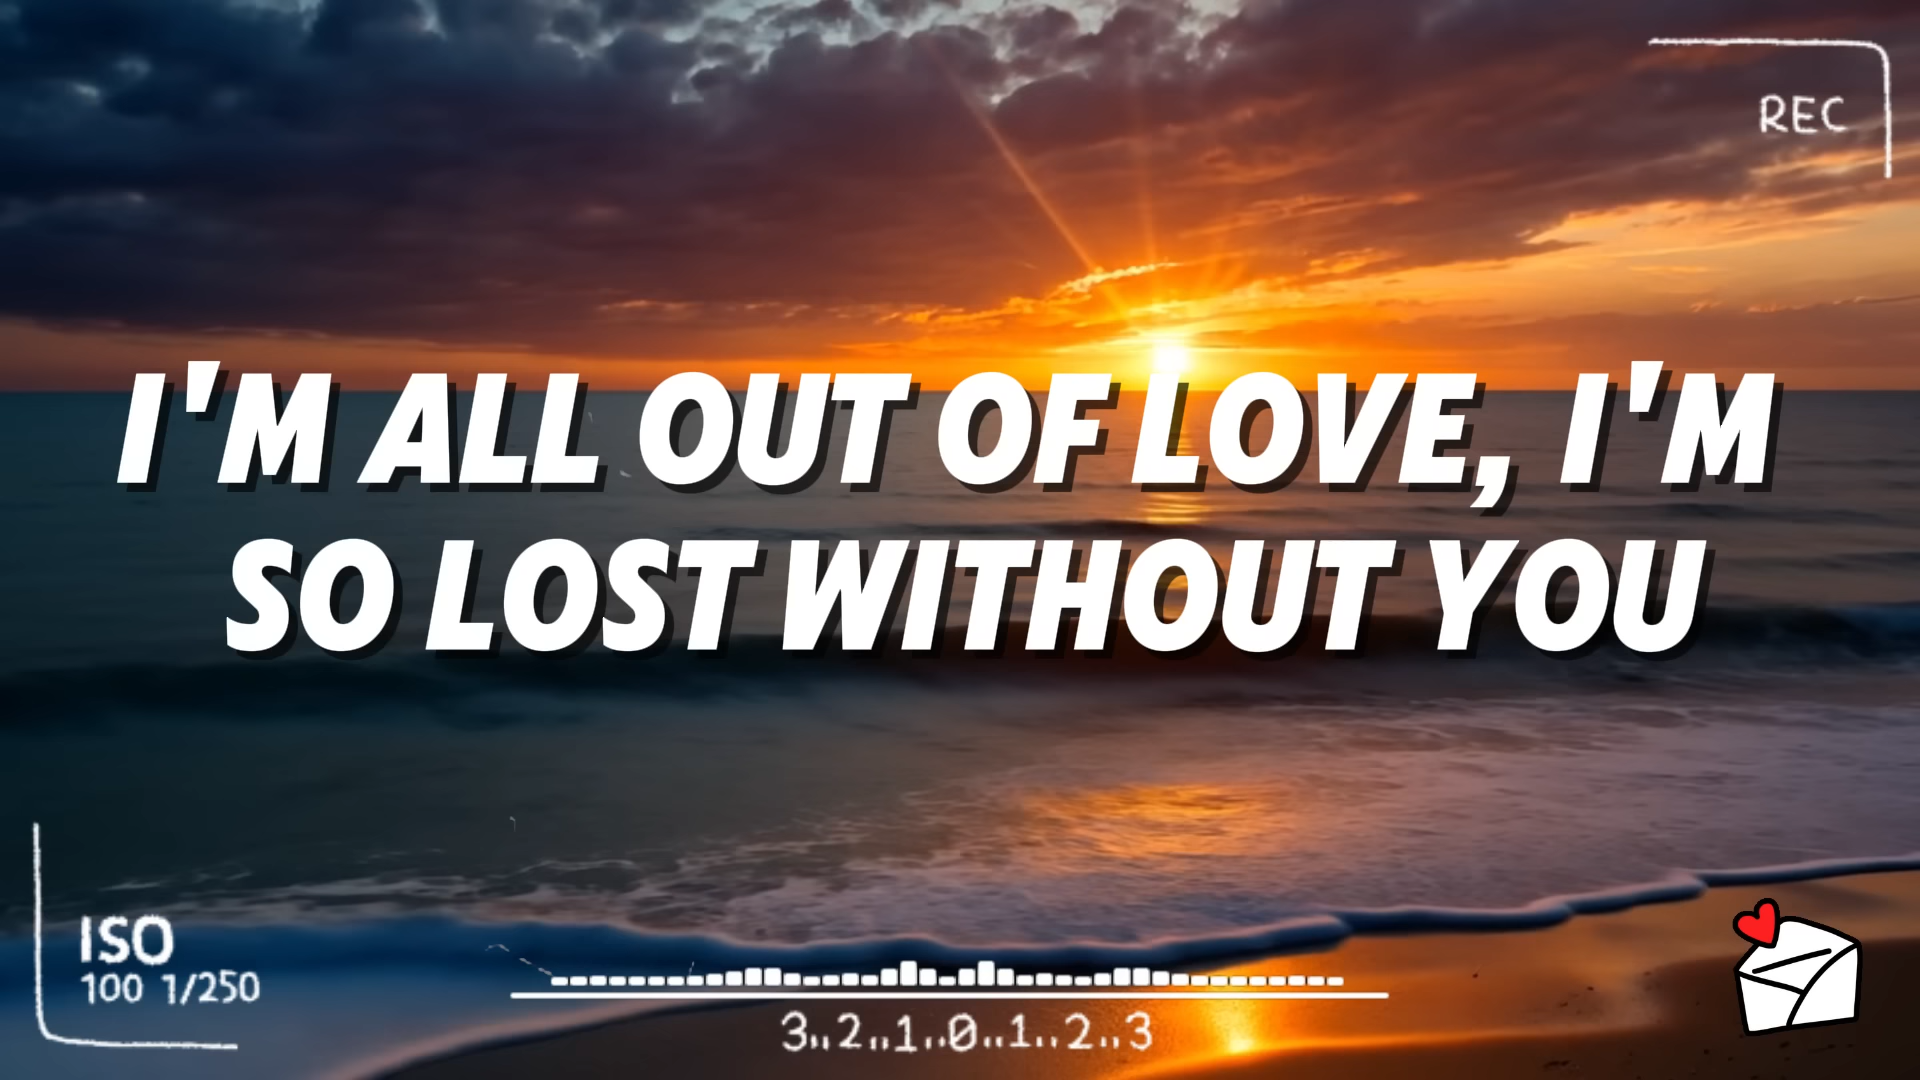 REC
I'M ALL OUT OF LOVE, I'M
SO LOST WITHOUT YOU
ISO
100 1/250
3..2..1..0..1..2..3